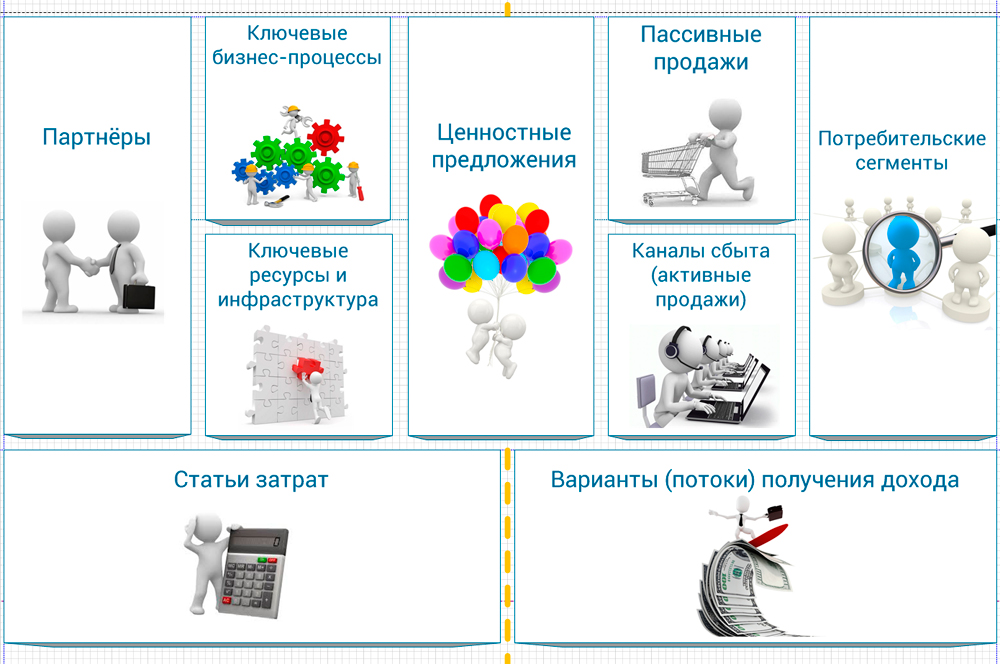 Партнёры
Ключевые
бизнес-процессы
Ключевые
ресурсы и
инфраструктура
Ценностные
предложения
Пассивные
продажи
Каналы сбыта
(активные
продажи)
Потребительские
сегменты
Статьи затрат
Варианты (потоки) получения дохода